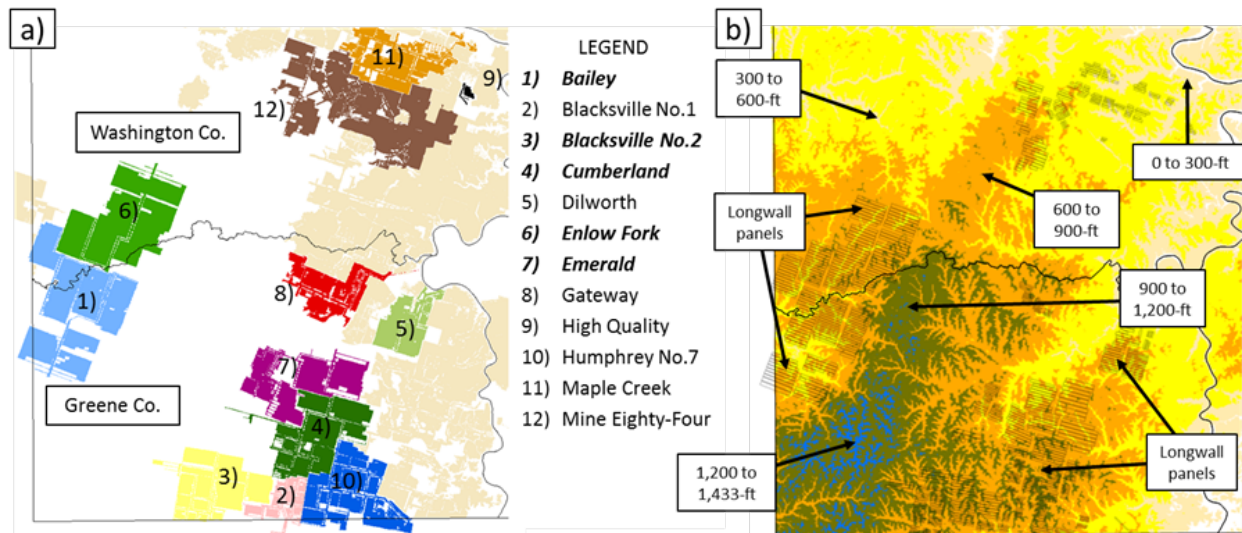 a)
11)
9)
12)
Washington Co.
6)
1)
8)
5)
7)
Greene Co.
4)
3)
2)
10)
LEGEND
1) Bailey
2) Blacksville No.1
3) Blacksville No.2
4) Cumberland
5) Dilworth
6) Enlow Fork
7) Emerald
8) Gateway
9) High Quality
10) Humphrey No.7
11) Maple Creek
12) Mine Eighty-Four
b)
300 to
600-ft
0 to 300-ft
Longwall
panels
600 to
900-ft
900 to
1,200-ft
1,200 to
1,433-ft
Longwall
panels